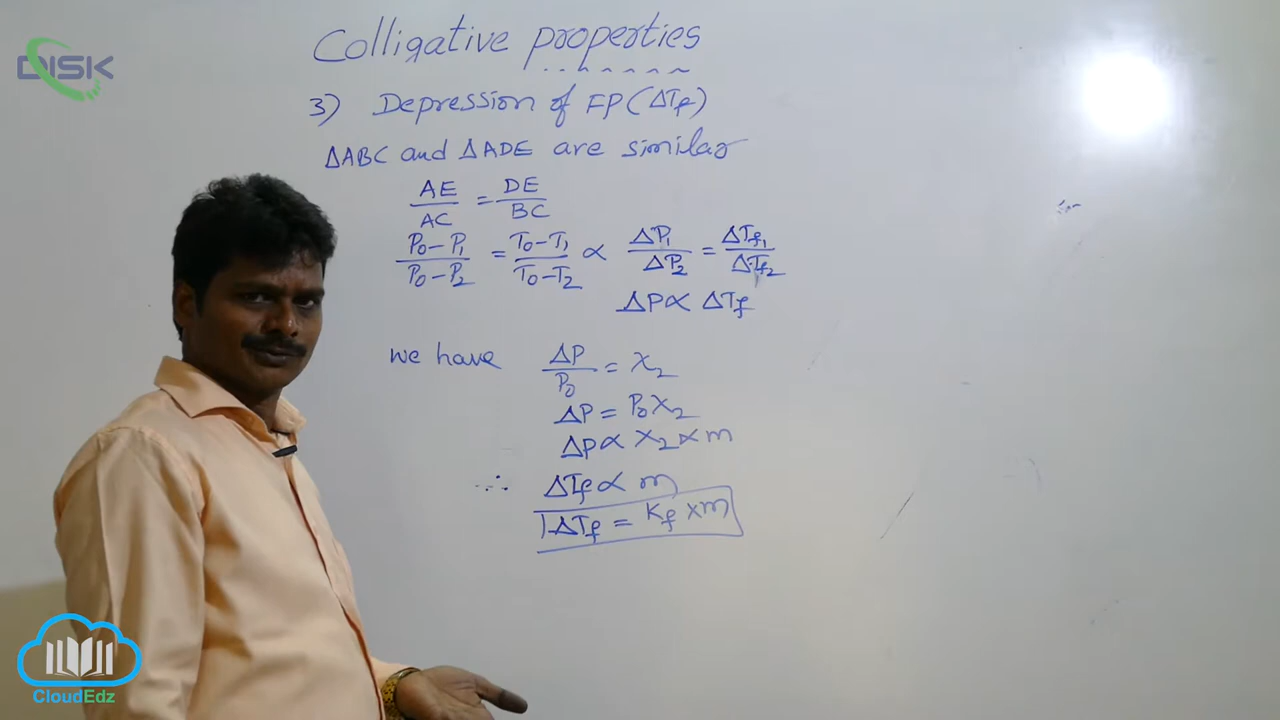 DISK
Colligative properties
3) Depression of FP (ΔTf)
ΔABC and ΔADE are similar
AE/AC = DE/BC
P0-P1/P0-P2 = T0-T1/T0-T2 ∝ ΔP1/ΔP2 = ΔTf1/ΔTf2
ΔP ∝ ΔTf
we have ΔP/P0 = X2
ΔP = P0X2
ΔP ∝ X2 ∝ m
∴ ΔTf ∝ m
ΔTf = Kf × m
CloudEdz